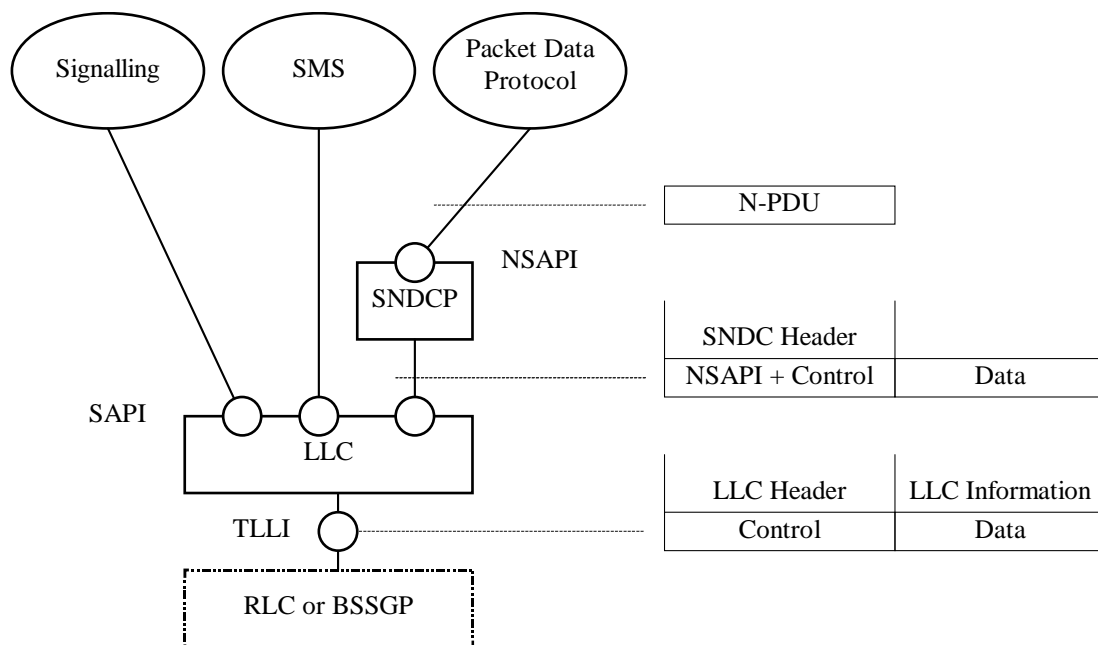 Signalling
SMS
Packet Data
Protocol
N-PDU
NSAPI
SNDCP
SNDC Header
NSAPI + Control
Data
SAPI
LLC
LLC Header
LLC Information
TLLI
Control
Data
RLC or BSSGP